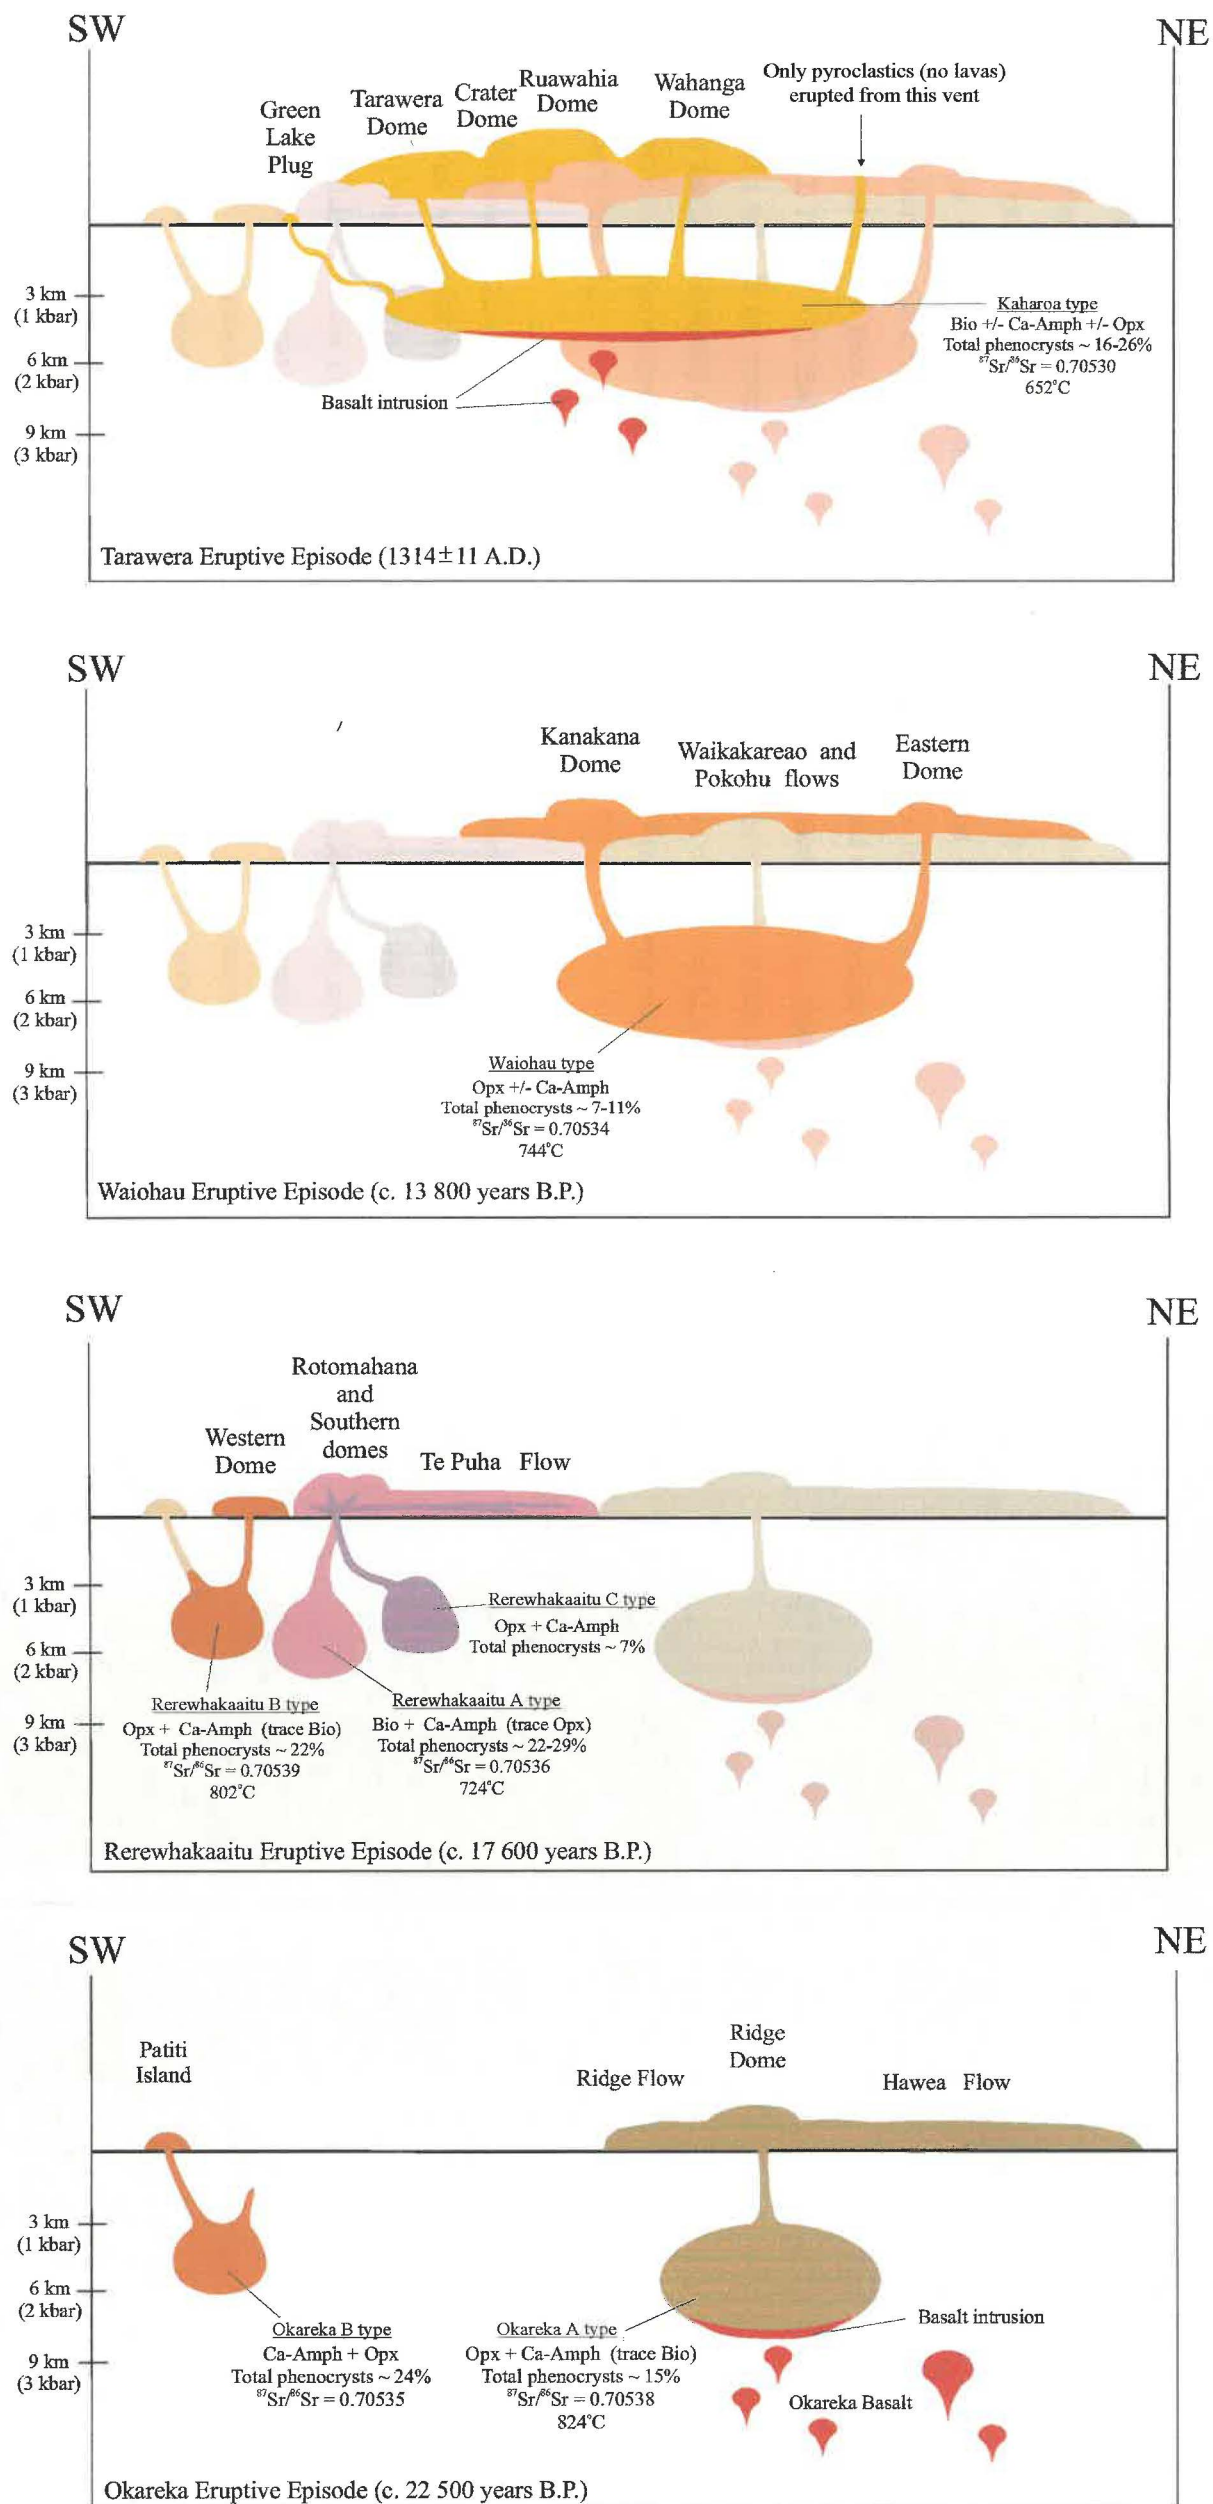 SW
NE
Green
Lake
Plug
Tarawera
Dome
Crater
Dome
Ruawahia
Dome
Wahanga
Dome
Only pyroclastics (no lavas)
erupted from this vent
3 km
(1 kbar)
6 km
(2 kbar)
9 km
(3 kbar)
Kaharoa type
Bio +/- Ca-Amph +/- Opx
Total phenocrysts ~ 16-26%
⁸⁷Sr/⁸⁶Sr = 0.70530
652°C
Basalt intrusion
Tarawera Eruptive Episode (1314±11 A.D.)
SW
NE
Kanakana
Dome
Waikakareao and
Pokohu flows
Eastern
Dome
3 km
(1 kbar)
6 km
(2 kbar)
9 km
(3 kbar)
Waiohau type
Opx +/- Ca-Amph
Total phenocrysts ~ 7-11%
⁸⁷Sr/⁸⁶Sr = 0.70534
744°C
Waiohau Eruptive Episode (c. 13 800 years B.P.)
SW
NE
Western
Dome
Rotomahana
and
Southern
domes
Te Puha Flow
3 km
(1 kbar)
6 km
(2 kbar)
9 km
(3 kbar)
Rerewhakaaitu C type
Opx + Ca-Amph
Total phenocrysts ~ 7%
Rerewhakaaitu B type
Opx + Ca-Amph (trace Bio)
Total phenocrysts ~ 22%
⁸⁷Sr/⁸⁶Sr = 0.70539
802°C
Rerewhakaaitu A type
Bio + Ca-Amph (trace Opx)
Total phenocrysts ~ 22-29%
⁸⁷Sr/⁸⁶Sr = 0.70536
724°C
Rerewhakaaitu Eruptive Episode (c. 17 600 years B.P.)
SW
NE
Patiti
Island
Ridge Flow
Ridge
Dome
Hawea Flow
3 km
(1 kbar)
6 km
(2 kbar)
9 km
(3 kbar)
Okareka B type
Ca-Amph + Opx
Total phenocrysts ~ 24%
⁸⁷Sr/⁸⁶Sr = 0.70535
Okareka A type
Opx + Ca-Amph (trace Bio)
Total phenocrysts ~ 15%
⁸⁷Sr/⁸⁶Sr = 0.70538
824°C
Basalt intrusion
Okareka Basalt
Okareka Eruptive Episode (c. 22 500 years B.P.)